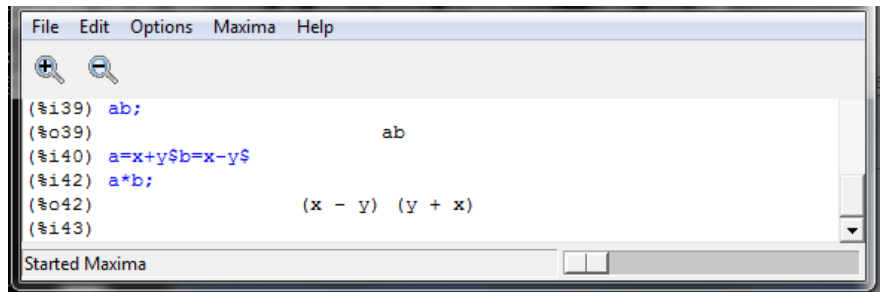 File Edit Options Maxima Help
(%i39) ab;
(%o39) ab
(%i40) a=x+y$b=x-y$
(%i42) a*b;
(%o42) (x - y) (y + x)
(%i43)
Started Maxima